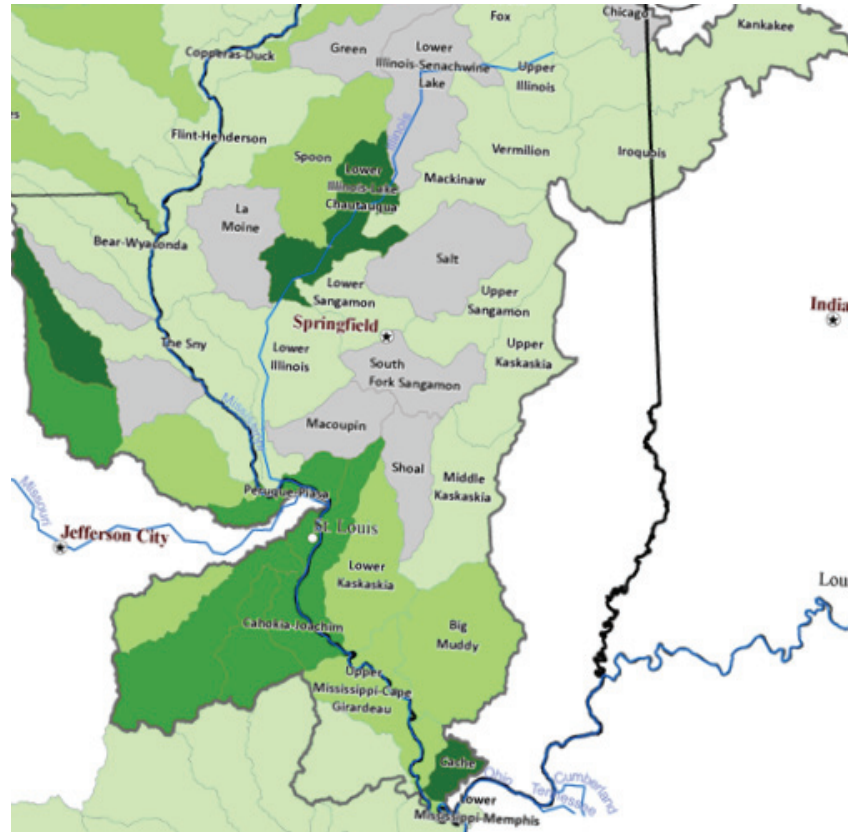 Fox
Chicago
Kankakee
Copperas-Duck
Green
Lower
Illinois-Senachwine
Lake
Upper
Illinois
Flint-Henderson
Illinois
Spoon
Vermilion
Iroquois
Lower
Illinois-Lake
Chautauqua
Mackinaw
La
Moine
Bear-Wyaconda
Salt
Lower
Sangamon
Upper
Sangamon
India
Springfield
The Sny
Lower
Illinois
Upper
Kaskaskia
South
Fork Sangamon
Mississippi
Macoupin
Shoal
Middle
Kaskaskia
Peruque-Piasa
Missouri
Jefferson City
St. Louis
Lower
Kaskaskia
Lou
Cahokia-Joachim
Big
Muddy
Upper
Mississippi-Cape
Girardeau
Cache
Ohio
Cumberland
Tennessee
Lower
Mississippi-Memphis